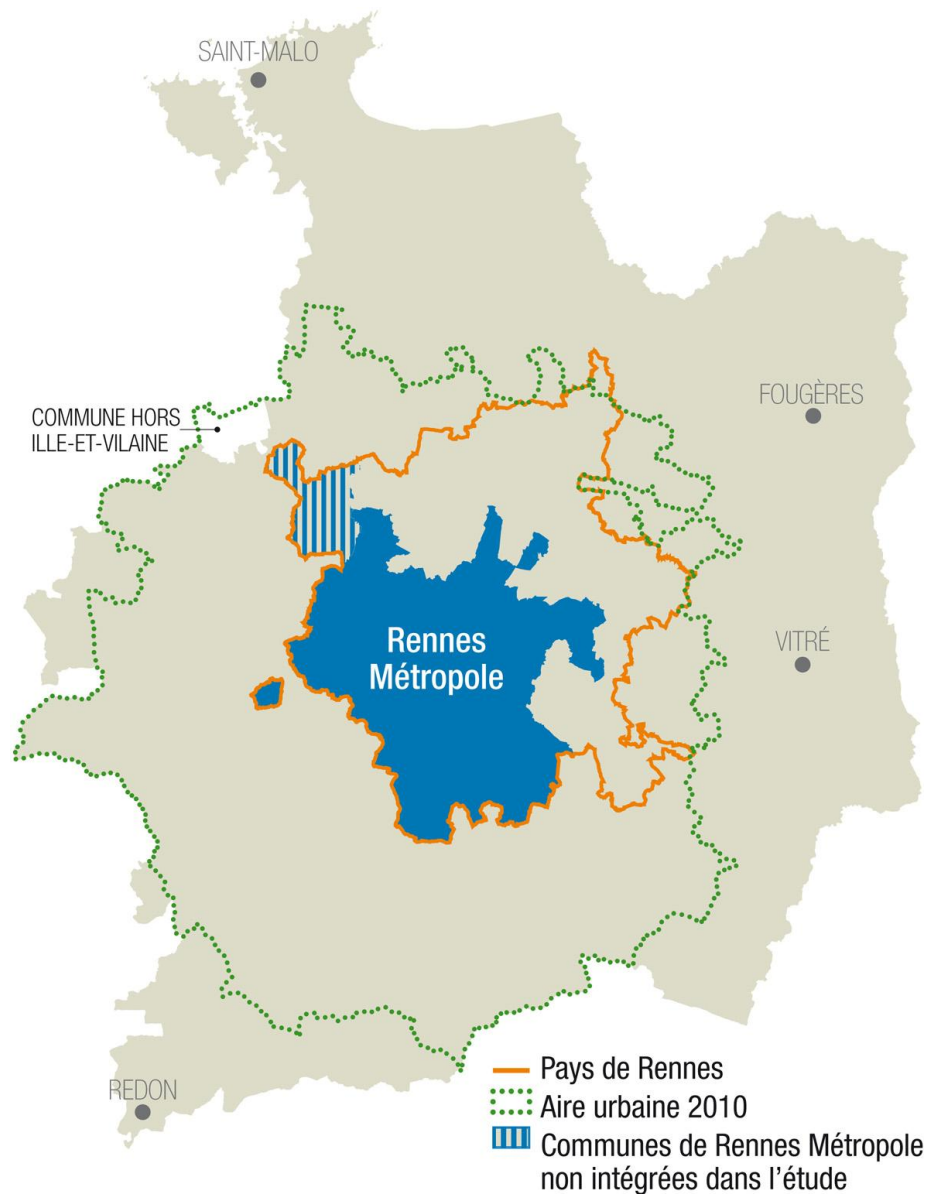 SAINT-MALO
FOUGÈRES
COMMUNE HORS
ILLE-ET-VILAINE
Rennes
Métropole
VITRÉ
Pays de Rennes
REDON
Aire urbaine 2010
Communes de Rennes Métropole
non intégrées dans l’étude